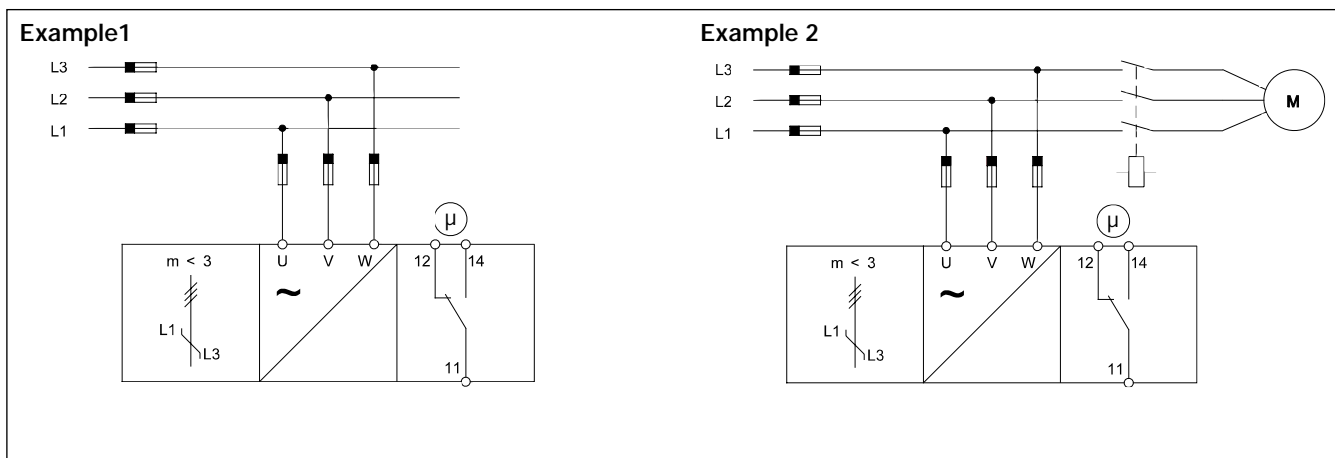 Example1
L3
L2
L1
µ
m < 3
U V W
12 14
~
L1
L3
11
Example 2
L3
L2
L1
M
µ
m < 3
U V W
12 14
~
L1
L3
11